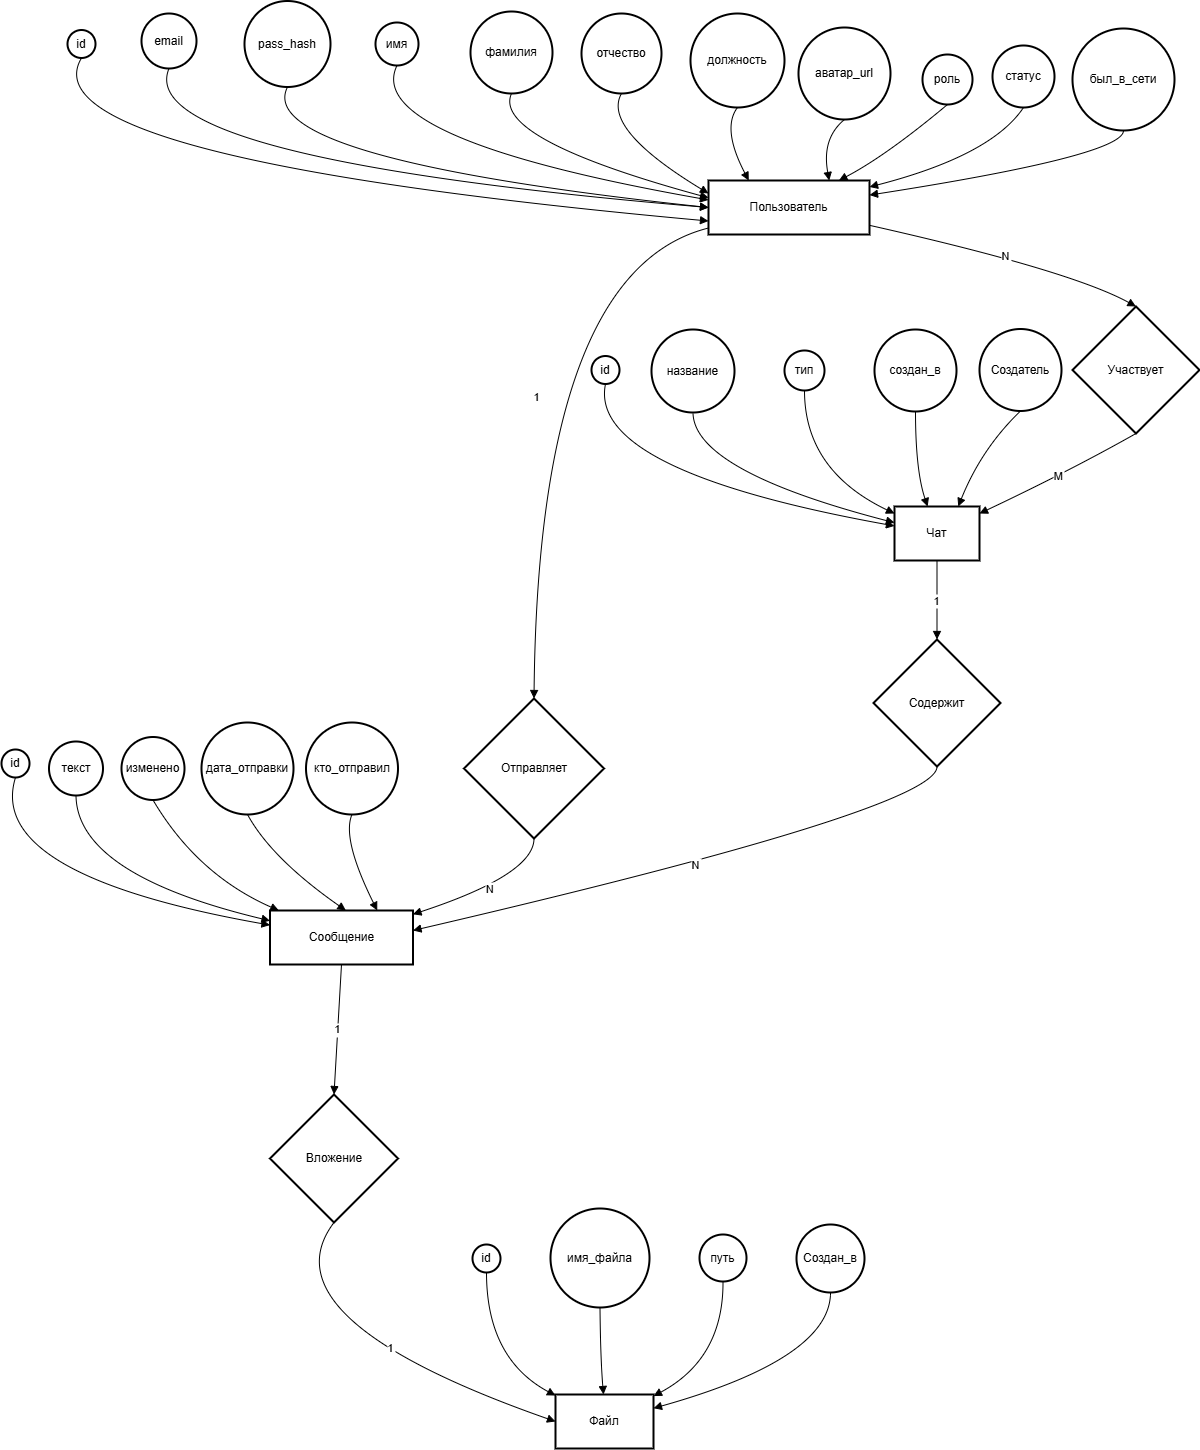 id
email
pass_hash
имя
фамилия
отчество
должность
аватар_url
роль
статус
был_в_сети
Пользователь
N
1
id
название
тип
создан_в
Создатель
Участвует
M
Чат
1
Содержит
id
текст
изменено
дата_отправки
кто_отправил
Отправляет
N
N
Сообщение
1
Вложение
id
имя_файла
путь
Создан_в
1
Файл